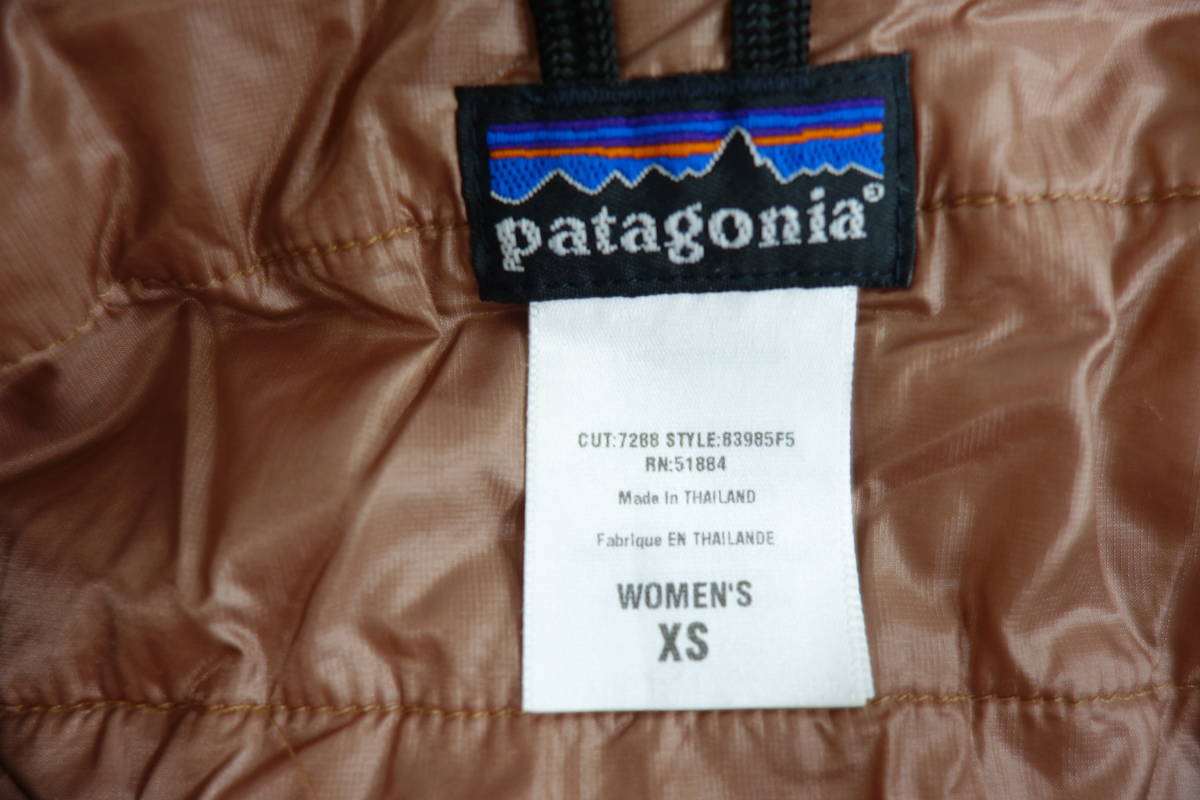 patagonia®
CUT:7288 STYLE:83985F5
RN:51884
Made In THAILAND
Fabrique EN THAILANDE
WOMEN'S
XS